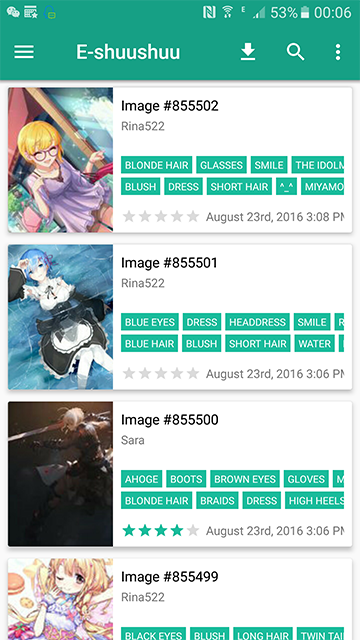 E 53% 00:06
E-shuushuu
Image #855502
Rina522
BLONDE HAIR GLASSES SMILE THE IDOLM
BLUSH DRESS SHORT HAIR ^_^ MIYAMO
August 23rd, 2016 3:08 PM
Image #855501
Rina522
BLUE EYES DRESS HEADDRESS SMILE R
BLUE HAIR BLUSH SHORT HAIR WATER
August 23rd, 2016 3:06 PM
Image #855500
Sara
AHOGE BOOTS BROWN EYES GLOVES M
BLONDE HAIR BRAIDS DRESS HIGH HEELS
August 23rd, 2016 3:06 PM
Image #855499
Rina522
BLACK EYES BLUSH LONG HAIR TWIN TAI